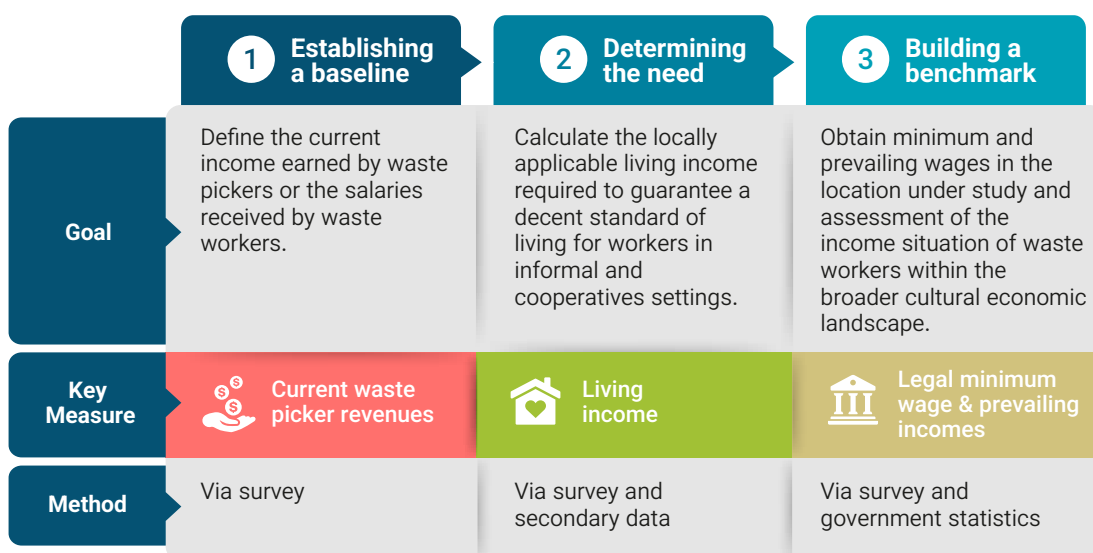 1
Establishing
a baseline
2
Determining
the need
3
Building a
benchmark
Goal
Define the current
income earned by waste
pickers or the salaries
received by waste
workers.
Calculate the locally
applicable living income
required to guarantee a
decent standard of
living for workers in
informal and
cooperatives settings.
Obtain minimum and
prevailing wages in the
location under study and
assessment of the
income situation of waste
workers within the
broader cultural economic
landscape.
Key
Measure
$
$
$
Current waste
picker revenues
Living
income
Legal minimum
wage & prevailing
incomes
Method
Via survey
Via survey and
secondary data
Via survey and
government statistics